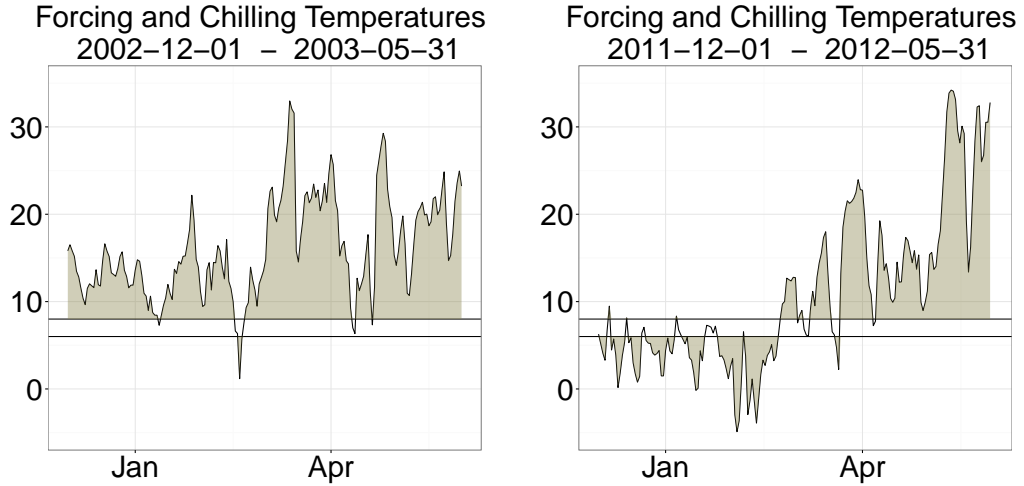 Forcing and Chilling Temperatures
2002−12−01 − 2003−05−31
30
20
10
0
Jan Apr
Forcing and Chilling Temperatures
2011−12−01 − 2012−05−31
30
20
10
0
Jan Apr